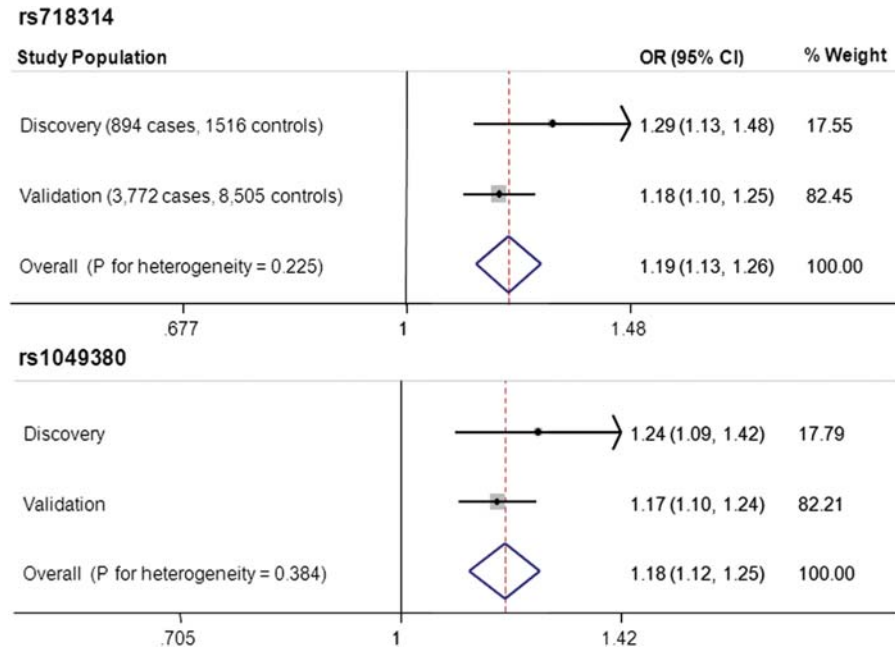 rs718314
Study Population OR (95% CI) % Weight
Discovery (894 cases, 1516 controls) 1.29 (1.13, 1.48) 17.55
Validation (3,772 cases, 8,505 controls) 1.18 (1.10, 1.25) 82.45
Overall (P for heterogeneity = 0.225) 1.19 (1.13, 1.26) 100.00
.677 1 1.48
rs1049380
Discovery 1.24 (1.09, 1.42) 17.79
Validation 1.17 (1.10, 1.24) 82.21
Overall (P for heterogeneity = 0.384) 1.18 (1.12, 1.25) 100.00
.705 1 1.42